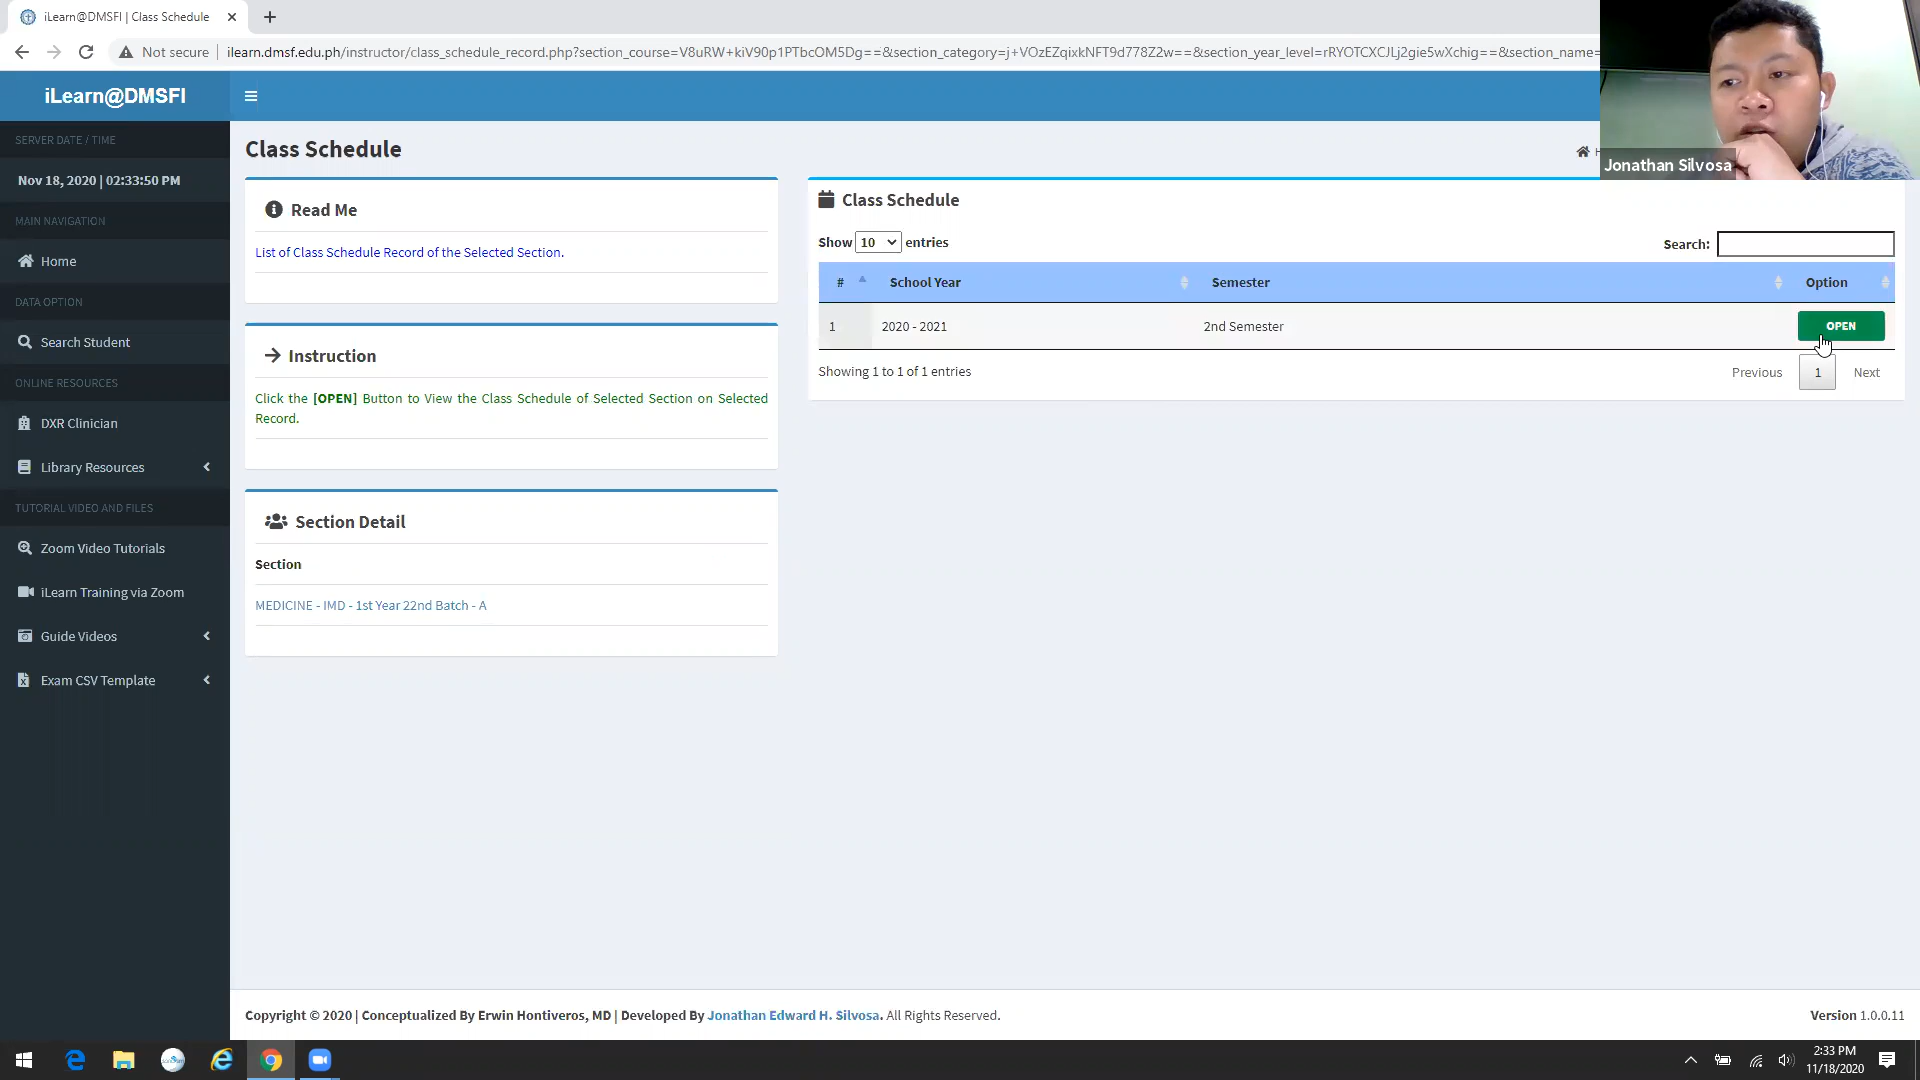 iLearn@DMSFI | Class Schedule
Not secure
ilearn.dmsf.edu.ph/instructor/class_schedule_record.php?section_course=V8uRW+kiV90p1PTbcOM5Dg==&section_category=j+VOzEZqixkNFT9d778Z2w==&section_year_level=rRYOTCXCJLj2gie5wXchig==&section_name=
iLearn@DMSFI
Jonathan Silvosa
SERVER DATE / TIME
Nov 18, 2020 | 02:33:50 PM
MAIN NAVIGATION
Home
DATA OPTION
Search Student
ONLINE RESOURCES
DXR Clinician
Library Resources
TUTORIAL VIDEO AND FILES
Zoom Video Tutorials
iLearn Training via Zoom
Guide Videos
Exam CSV Template
Class Schedule
Read Me
List of Class Schedule Record of the Selected Section.
Instruction
Click the [OPEN] Button to View the Class Schedule of Selected Section on Selected
Record.
Section Detail
Section
MEDICINE - IMD - 1st Year 22nd Batch - A
Class Schedule
Show 10 entries
Search:
# School Year Semester Option
1 2020 - 2021 2nd Semester OPEN
Showing 1 to 1 of 1 entries
Previous 1 Next
Copyright © 2020 | Conceptualized By Erwin Hontiveros, MD | Developed By Jonathan Edward H. Silvosa. All Rights Reserved.
Version 1.0.0.11
2:33 PM
11/18/2020